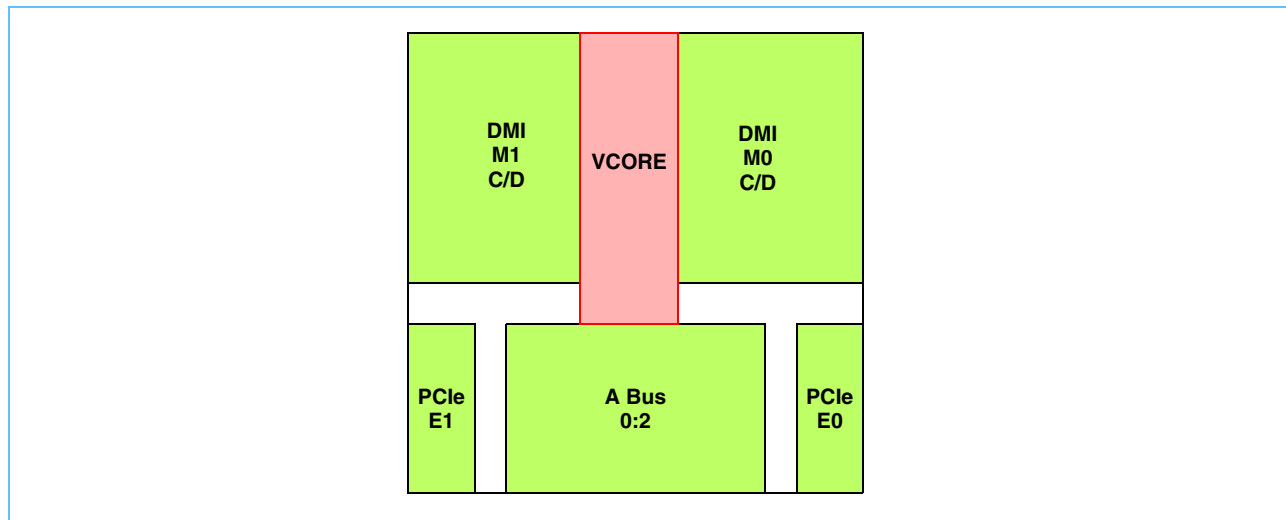 DMI
M1
C/D
VCORE
DMI
M0
C/D
PCIe
E1
A Bus
0:2
PCIe
E0